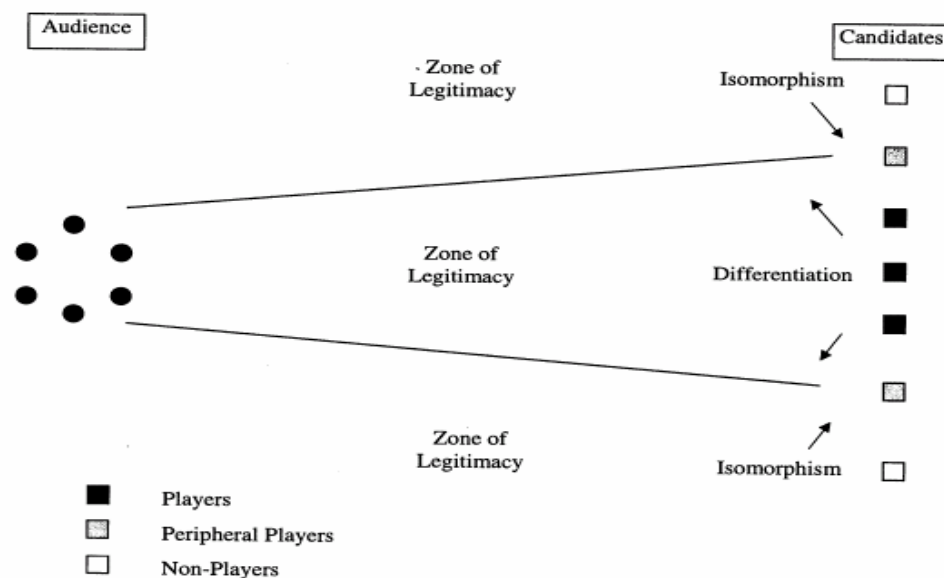 Audience
Candidates
Zone of
Legitimacy
Isomorphism
Zone of
Legitimacy
Differentiation
Zone of
Legitimacy
Isomorphism
Players
Peripheral Players
Non-Players